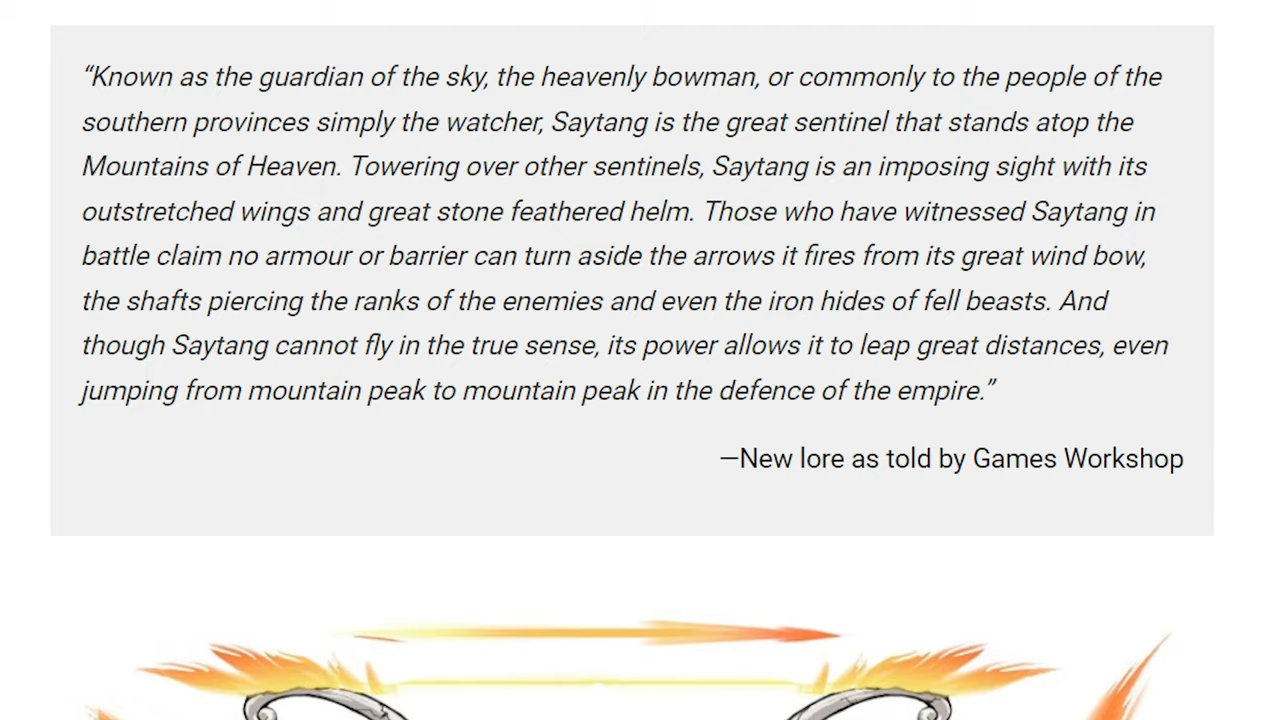 “Known as the guardian of the sky, the heavenly bowman, or commonly to the people of the
southern provinces simply the watcher, Saytang is the great sentinel that stands atop the
Mountains of Heaven. Towering over other sentinels, Saytang is an imposing sight with its
outstretched wings and great stone feathered helm. Those who have witnessed Saytang in
battle claim no armour or barrier can turn aside the arrows it fires from its great wind bow,
the shafts piercing the ranks of the enemies and even the iron hides of fell beasts. And
though Saytang cannot fly in the true sense, its power allows it to leap great distances, even
jumping from mountain peak to mountain peak in the defence of the empire.”
—New lore as told by Games Workshop